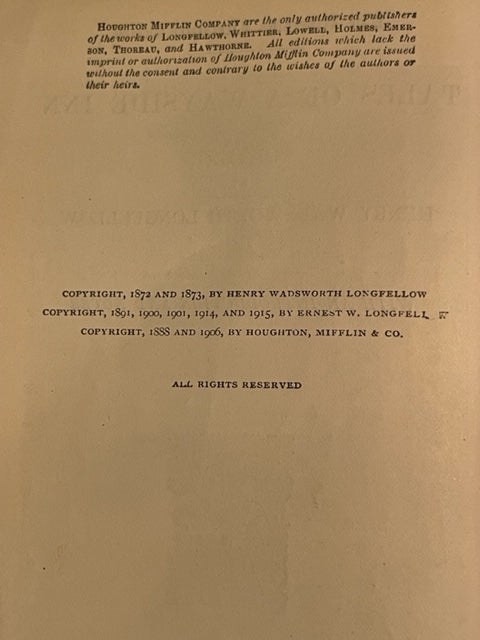 HOUGHTON MIFFLIN COMPANY are the only authorized publishers
of the works of LONGFELLOW, WHITTIER, LOWELL, HOLMES, EMER-
SON, THOREAU, and HAWTHORNE. All editions which lack the
imprint or authorization of Houghton Mifflin Company are issued
without the consent and contrary to the wishes of the authors or
their heirs.
COPYRIGHT, 1872 AND 1873, BY HENRY WADSWORTH LONGFELLOW
COPYRIGHT, 1891, 1900, 1901, 1914, AND 1915, BY ERNEST W. LONGFELL W
COPYRIGHT, 1888 AND 1906, BY HOUGHTON, MIFFLIN & CO.
ALL RIGHTS RESERVED